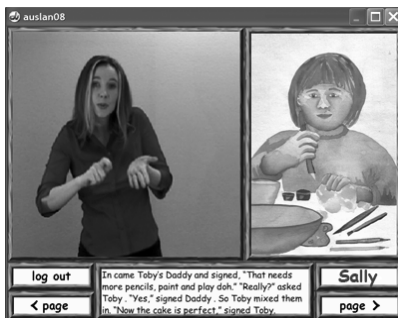 auslan08
log out
< page
In came Toby's Daddy and signed, "That needs
more pencils, paint and play doh." "Really?" asked
Toby . "Yes," signed Daddy . So Toby mixed them
in. "Now the cake is perfect," signed Toby.
Sally
page >